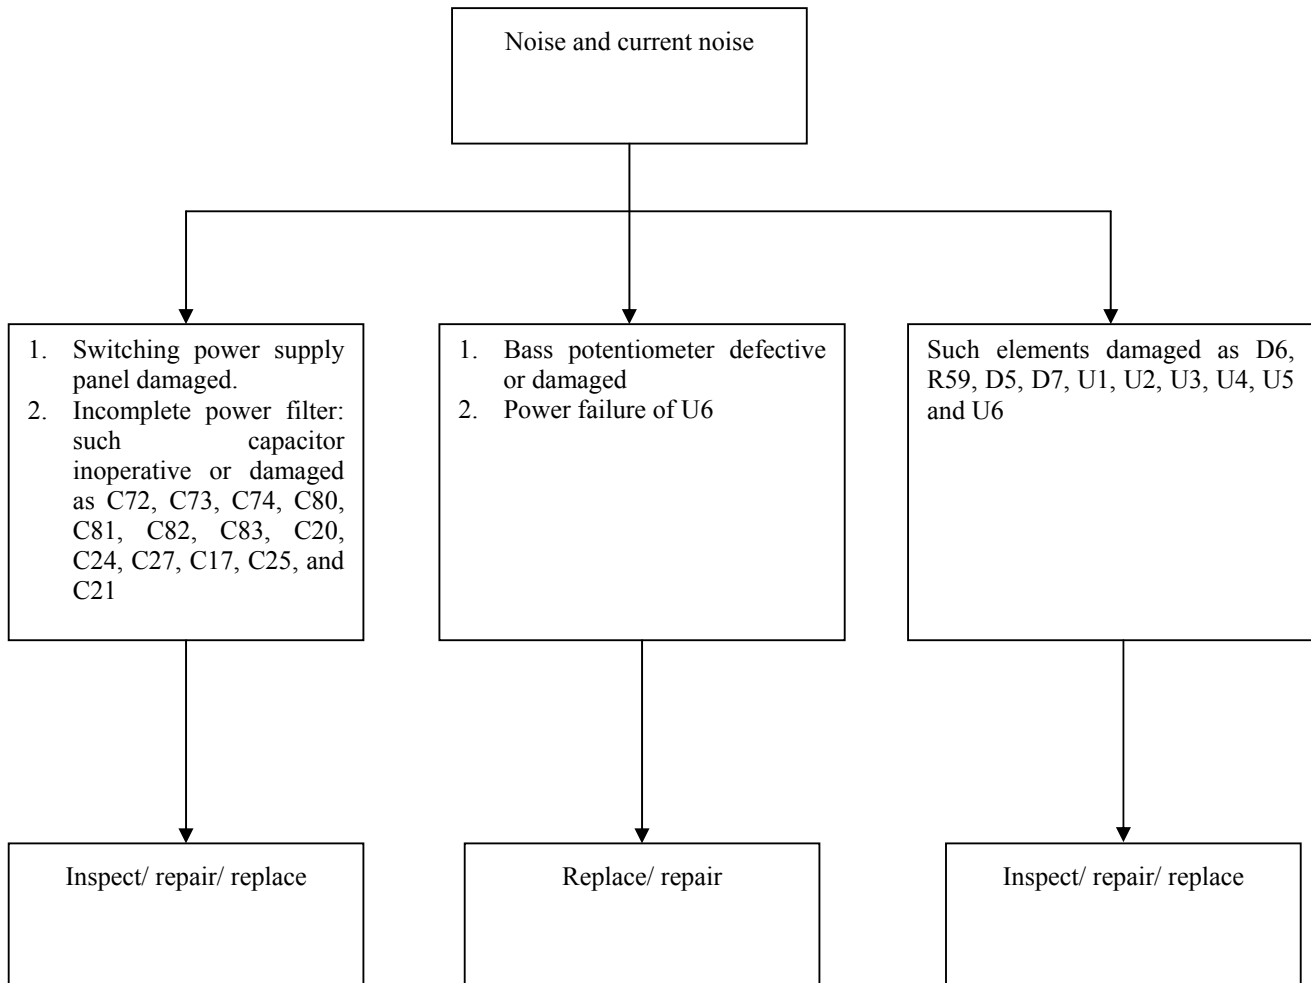 Noise and current noise
1. Switching power supply
panel damaged.
2. Incomplete power filter:
such capacitor
inoperative or damaged
as C72, C73, C74, C80,
C81, C82, C83, C20,
C24, C27, C17, C25, and
C21
1. Bass potentiometer defective
or damaged
2. Power failure of U6
Such elements damaged as D6,
R59, D5, D7, U1, U2, U3, U4, U5
and U6
Inspect/ repair/ replace
Replace/ repair
Inspect/ repair/ replace